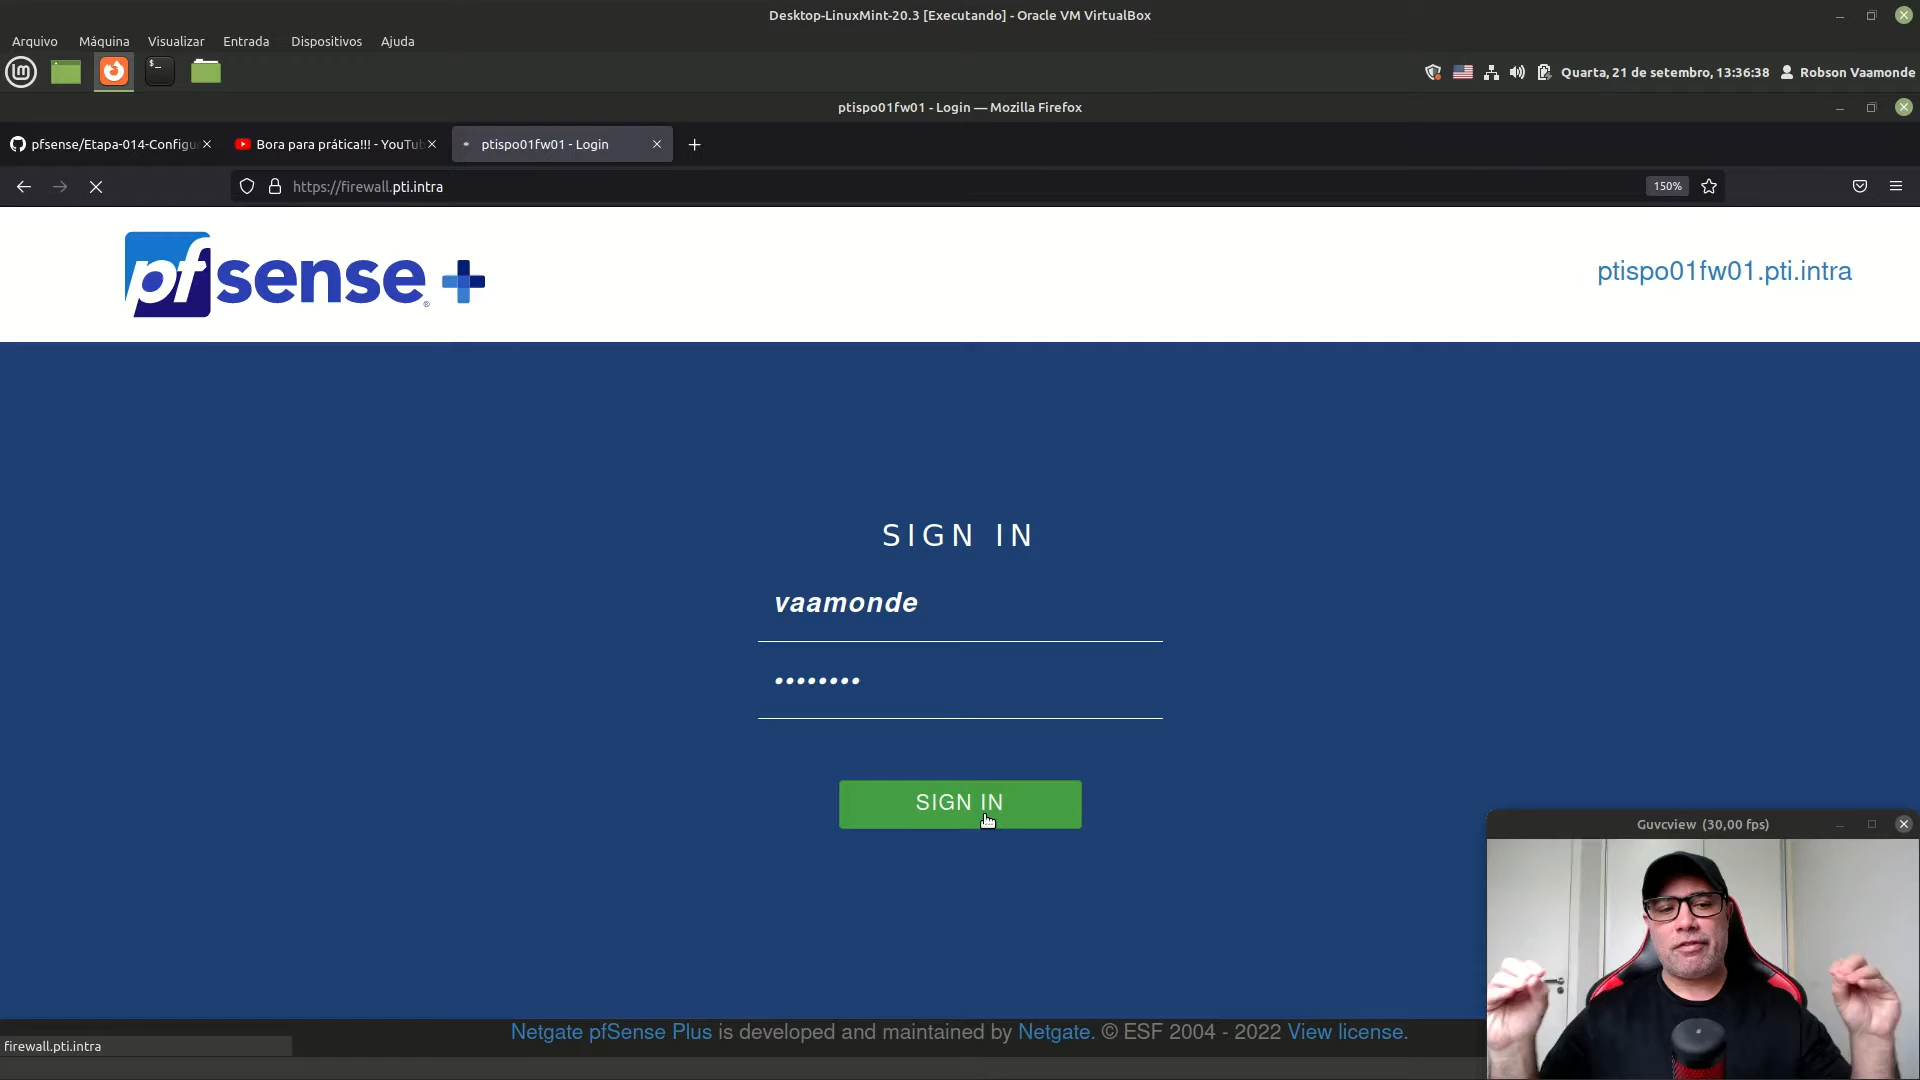 Desktop-LinuxMint-20.3 [Executando] - Oracle VM VirtualBox
Arquivo Máquina Visualizar Entrada Dispositivos Ajuda
Quarta, 21 de setembro, 13:36:38 Robson Vaamonde
ptispo01fw01 - Login — Mozilla Firefox
pfsense/Etapa-014-Configu Bora para prática!!! - YouTub ptispo01fw01 - Login
https://firewall.pti.intra 150%
pfsense ptispo01fw01.pti.intra
SIGN IN
vaamonde
••••••••
SIGN IN
Guvcview (30,00 fps)
Netgate pfSense Plus is developed and maintained by Netgate. © ESF 2004 - 2022 View license.
firewall.pti.intra